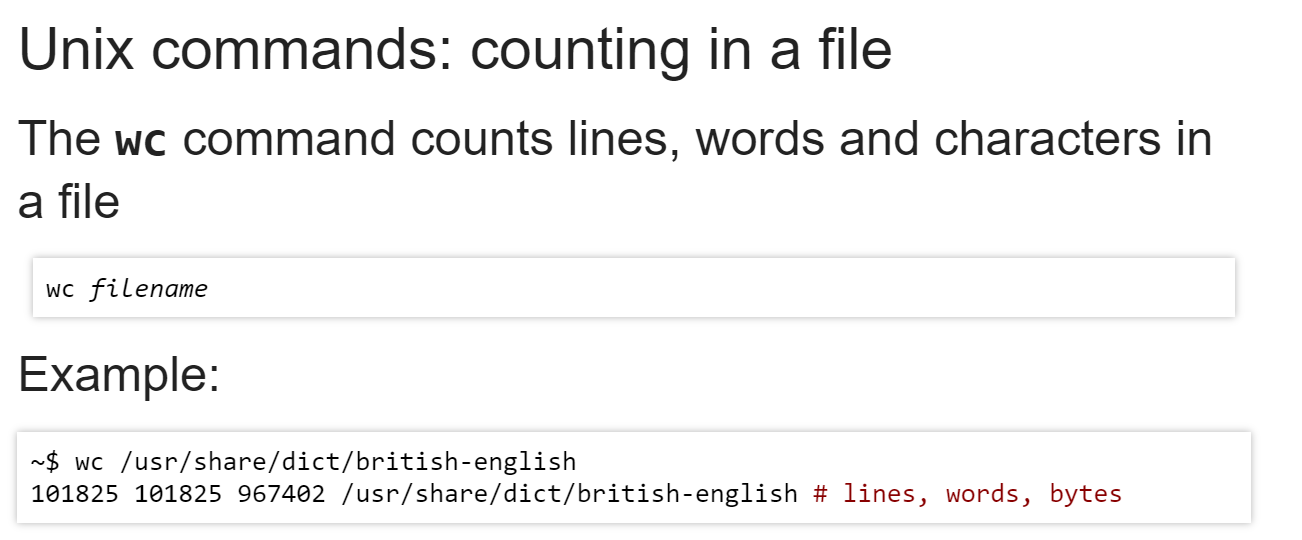 Unix commands: counting in a file
The wc command counts lines, words and characters in
a file
wc filename
Example:
~$ wc /usr/share/dict/british-english
101825 101825 967402 /usr/share/dict/british-english # lines, words, bytes